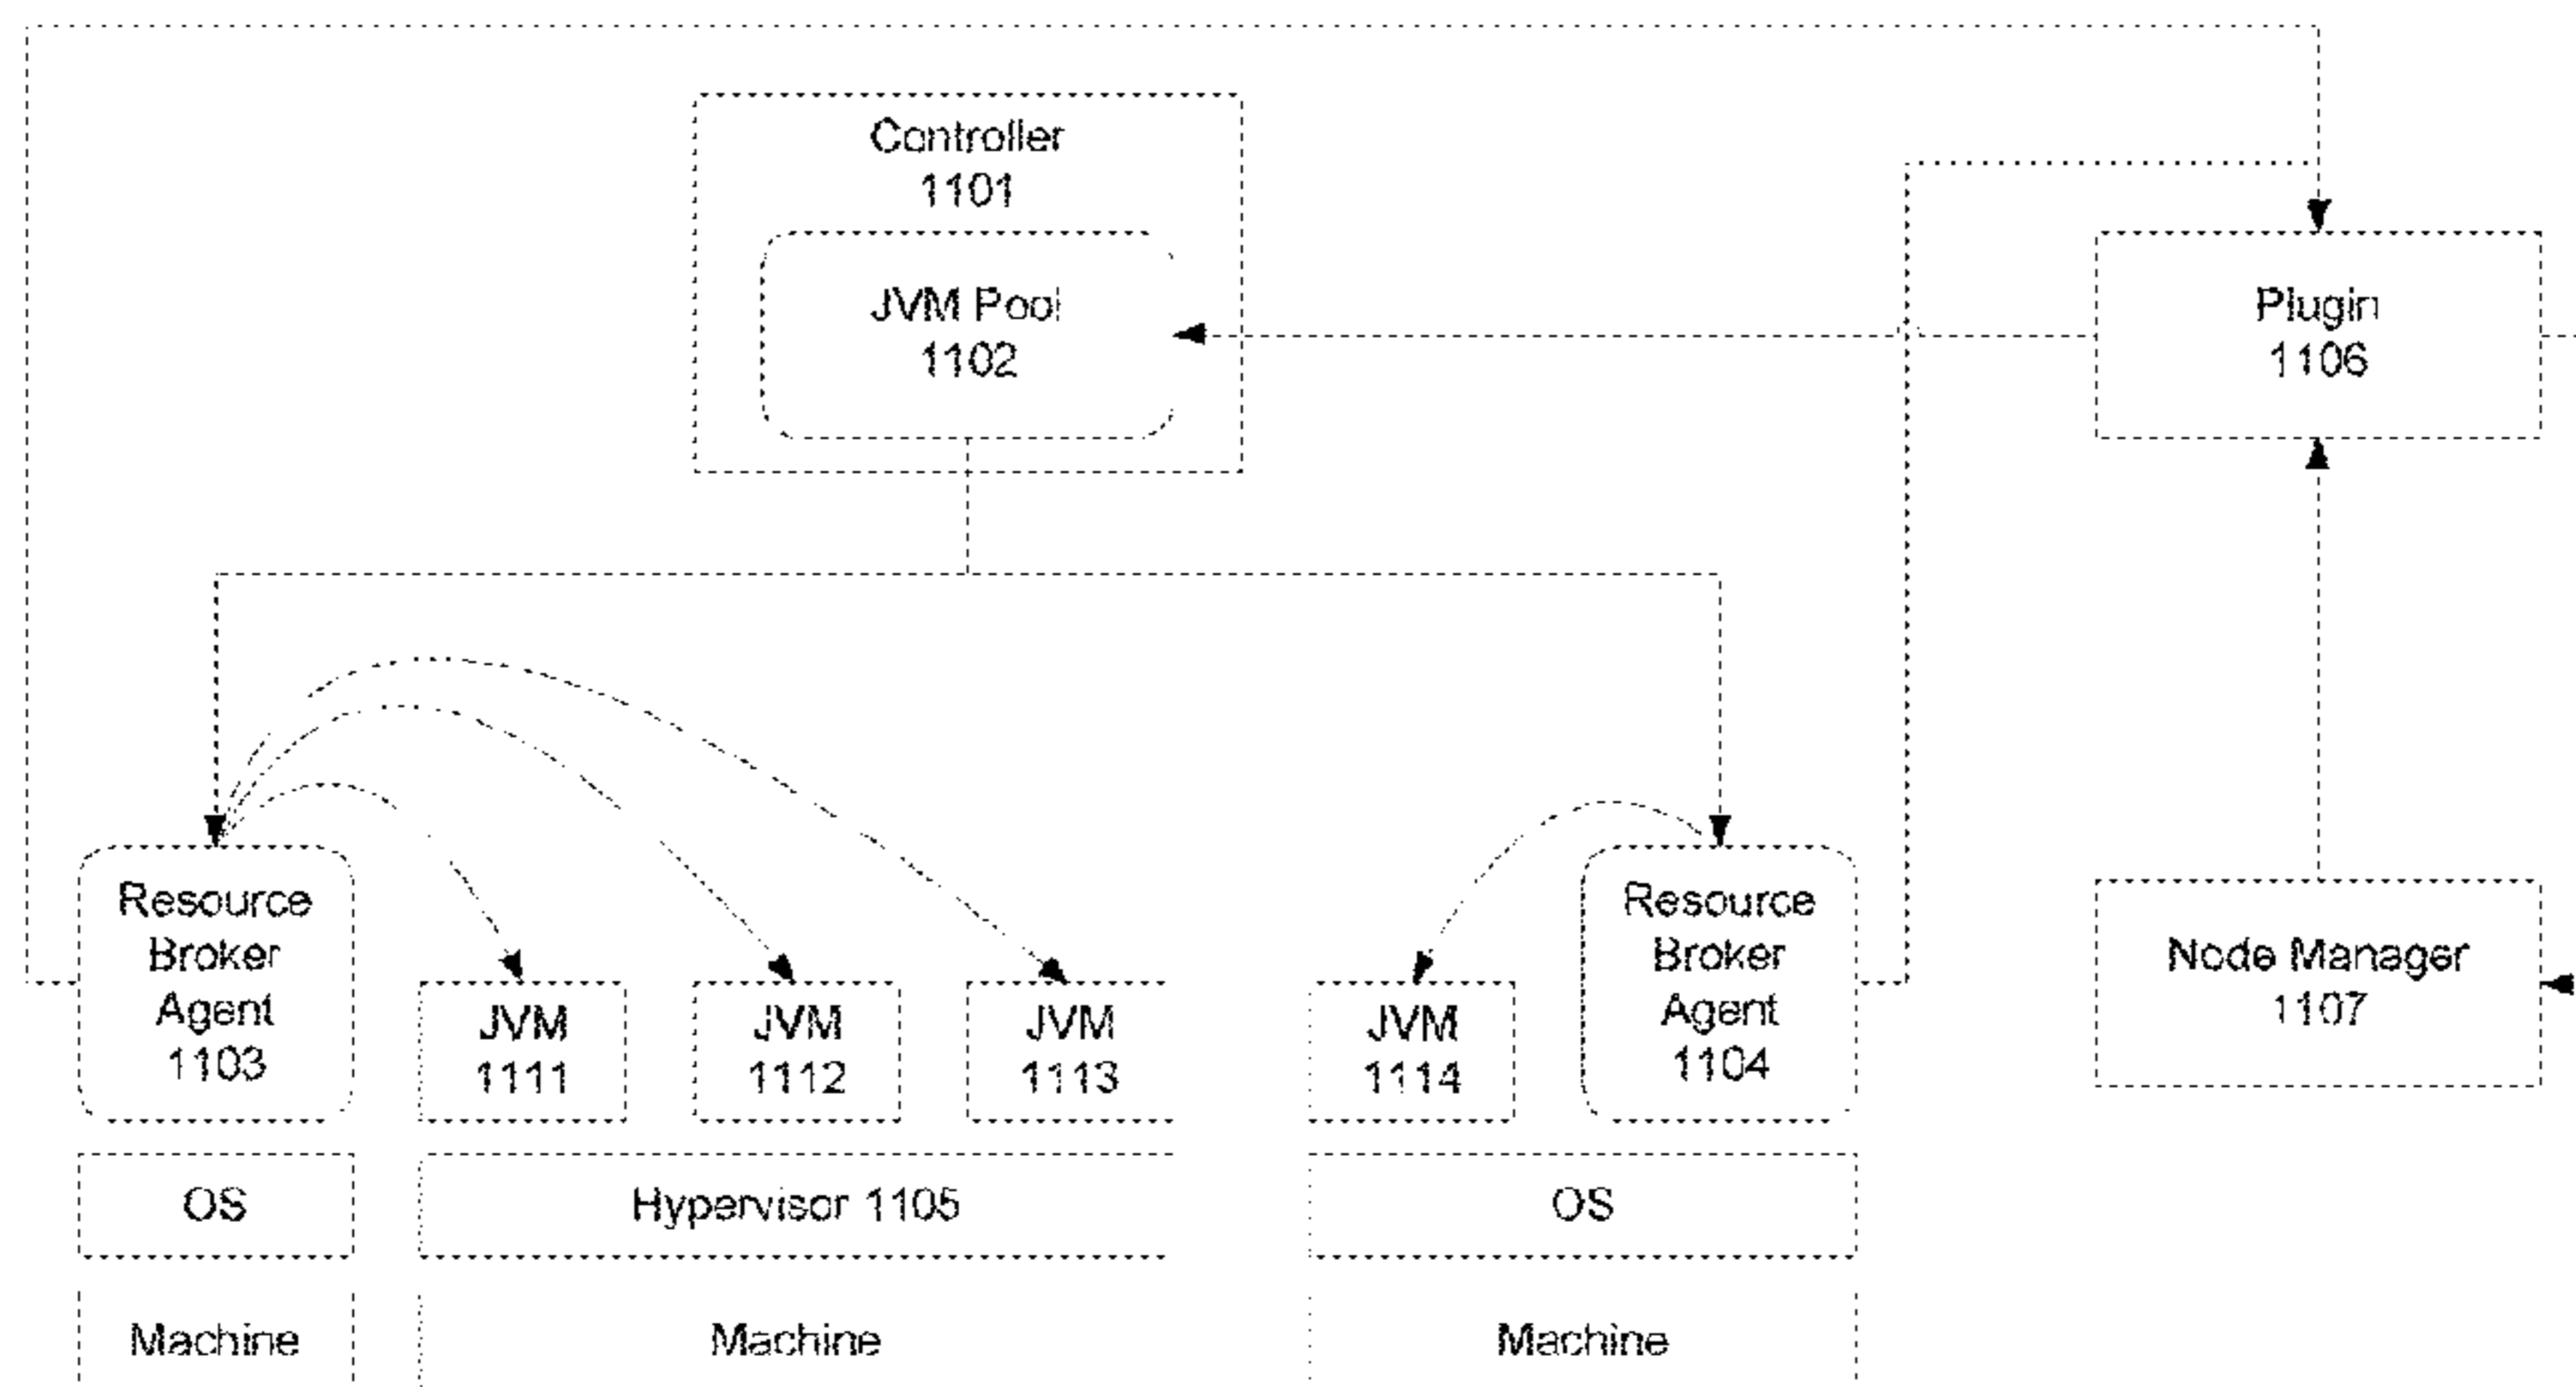 Controller
1101
JVM Pool
1102
Plugin
1106
Resource
Broker
Agent
1103
JVM
1111
JVM
1112
JVM
1113
JVM
1114
Resource
Broker
Agent
1104
Node Manager
1107
OS
Hypervisor 1105
OS
Machine
Machine
Machine